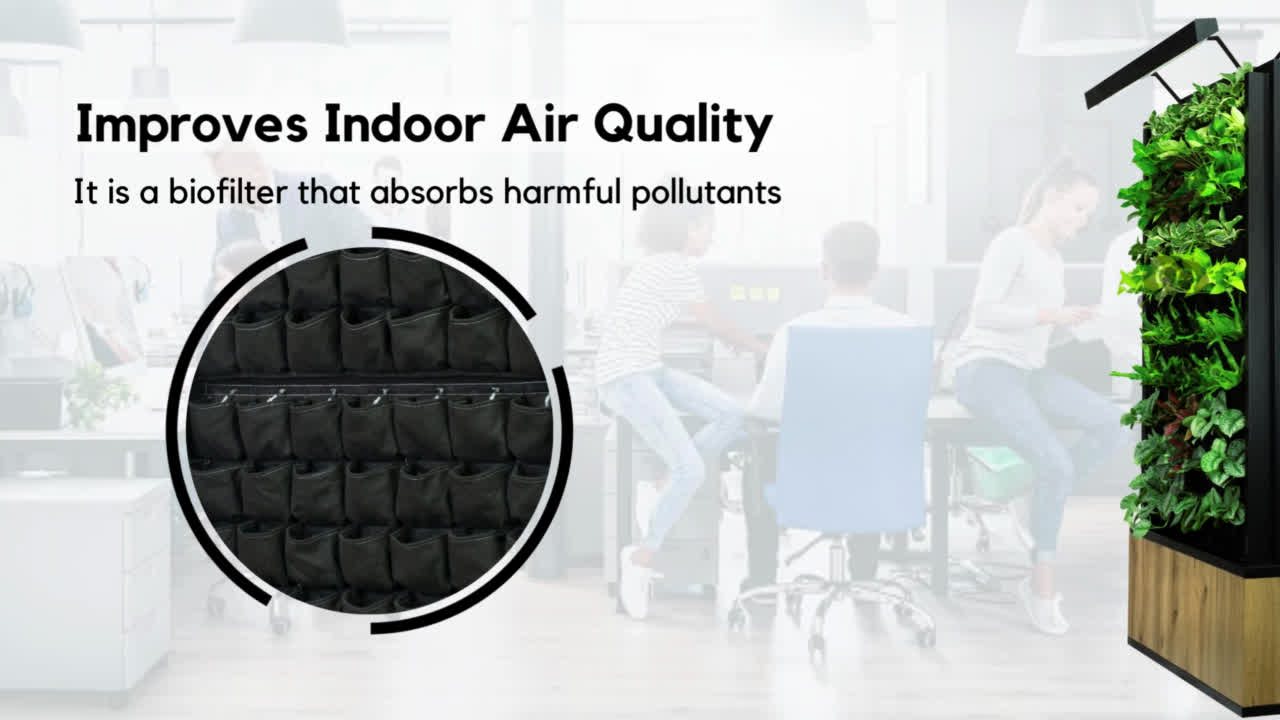 Improves Indoor Air Quality
It is a biofilter that absorbs harmful pollutants